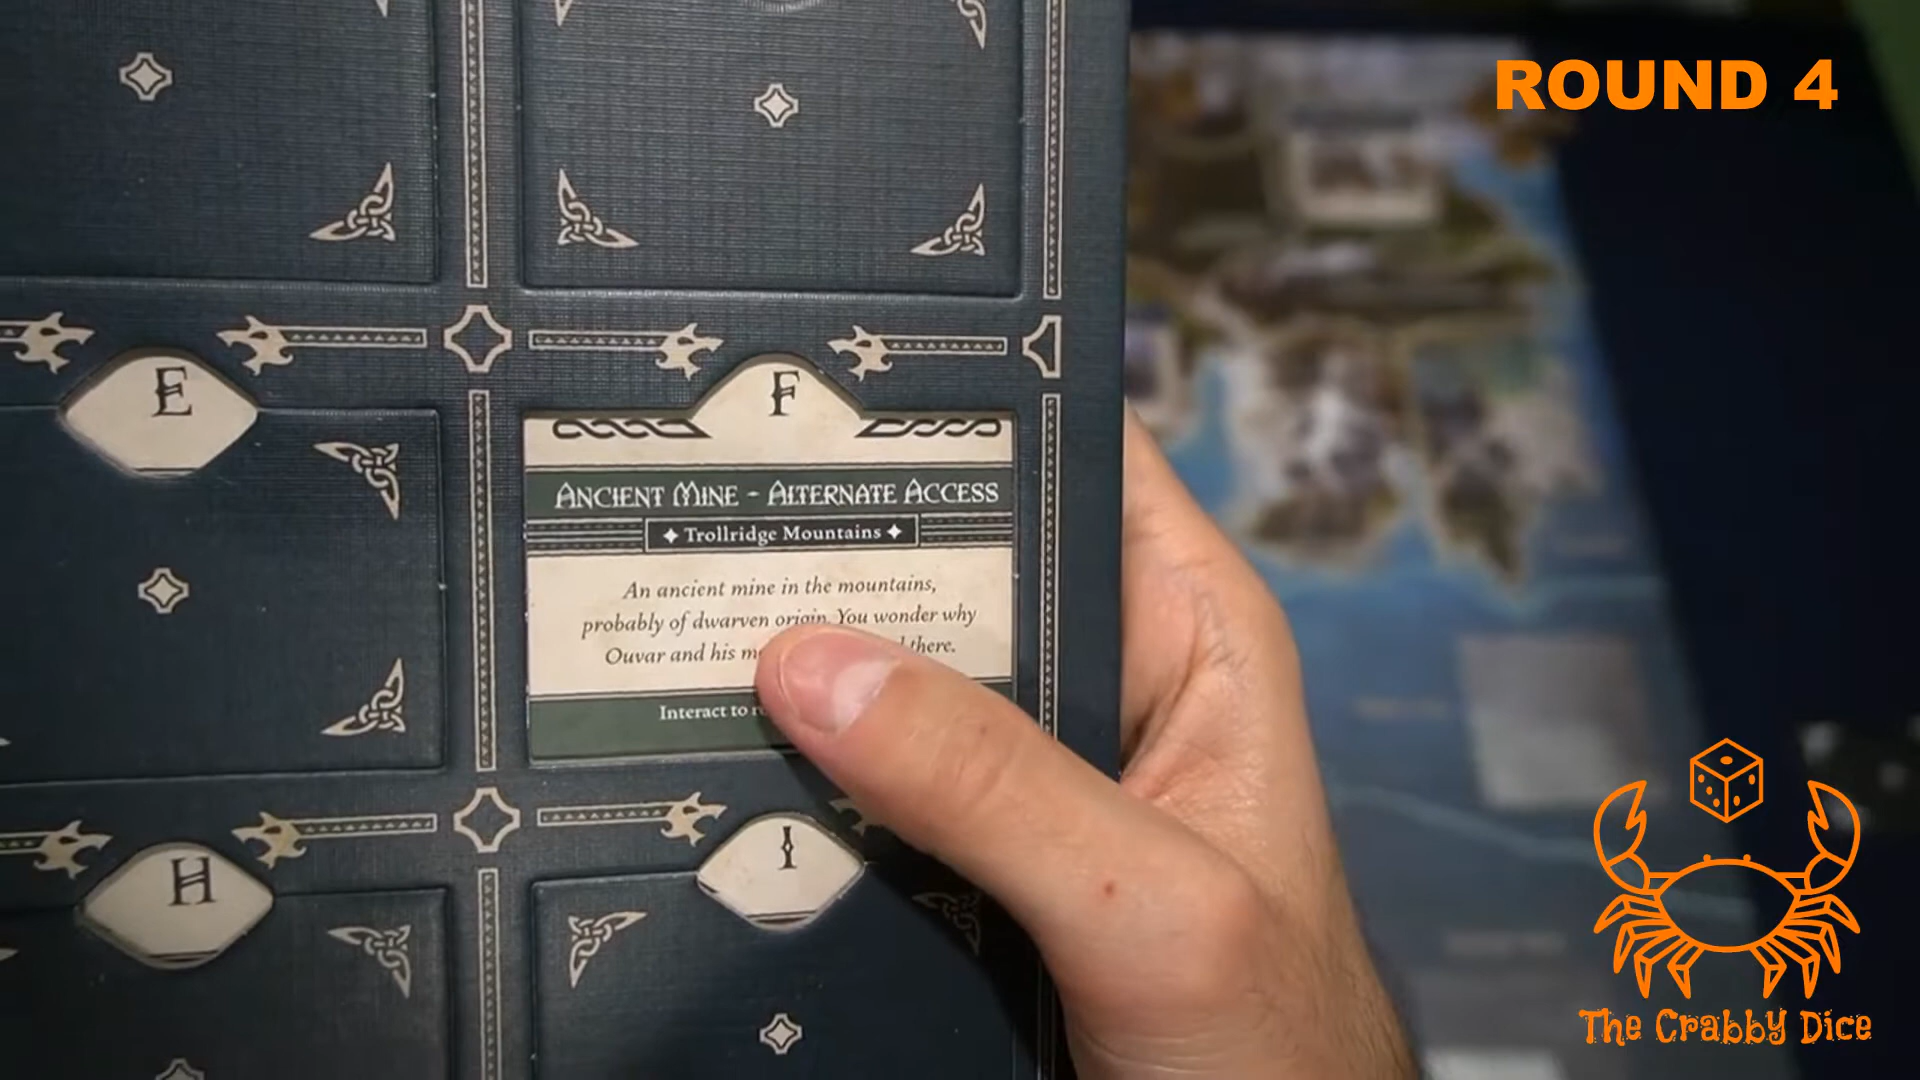 ROUND 4
E
F
ANCIENT MINE - ALTERNATE ACCESS
Trollridge Mountains
An ancient mine in the mountains,
probably of dwarven origin. You wonder why
Ouvar and his there.
Interact to
H
I
The Crabby Dice